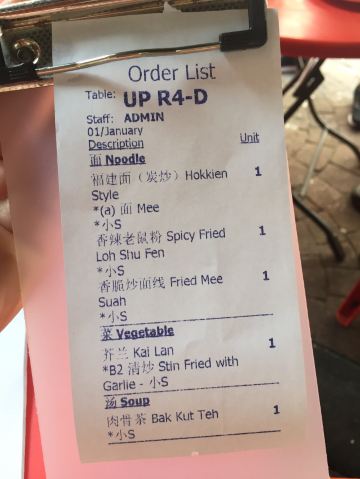 Order List
Table: UP R4-D
Staff: ADMIN
01/January
Description Unit
面 Noodle
福建面（炭炒）Hokkien 1
Style
*(a) 面 Mee
*小S
香辣老鼠粉 Spicy Fried 1
Loh Shu Fen
*小S
香脆炒面线 Fried Mee 1
Suah
*小S
菜 Vegetable
芥兰 Kai Lan 1
*B2 清炒 Stin Fried with
Garlie - 小S
汤 Soup
肉骨茶 Bak Kut Teh 1
*小S